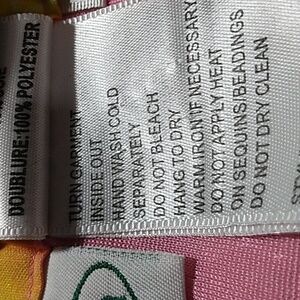 DOUBLURE:100% POLYESTER
TURN GARMENT
INSIDE OUT
HAND WASH COLD
SEPARATELY
DO NOT BLEACH
HANG TO DRY
WARM IRON IF NECESSARY
DO NOT APPLY HEAT
ON SEQUINS/BEADINGS
DO NOT DRY CLEAN